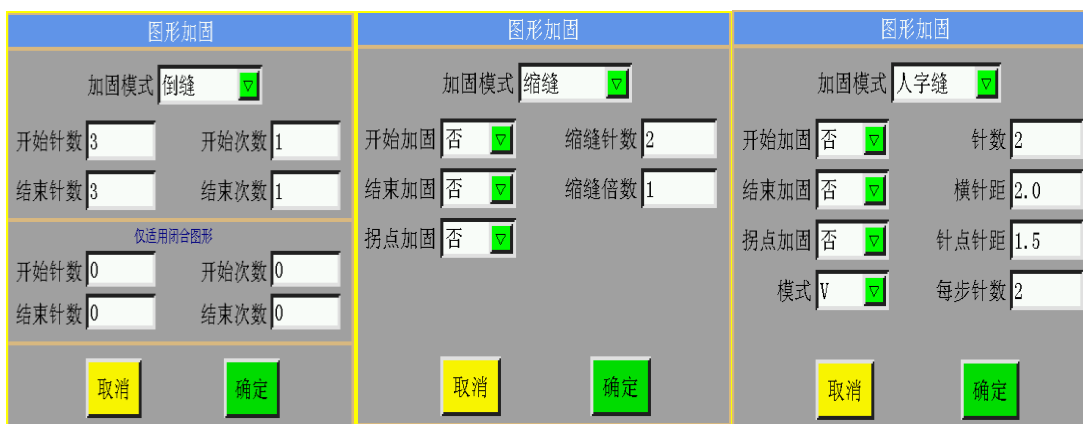 图形加固
加固模式 倒缝
开始针数 3 开始次数 1
结束针数 3 结束次数 1
仅适用闭合图形
开始针数 0 开始次数 0
结束针数 0 结束次数 0
取消 确定
图形加固
加固模式 缩缝
开始加固 否 缩缝针数 2
结束加固 否 缩缝倍数 1
拐点加固 否
取消 确定
图形加固
加固模式 人字缝
开始加固 否 针数 2
结束加固 否 横针距 2.0
拐点加固 否 针点针距 1.5
模式 V 每步针数 2
取消 确定